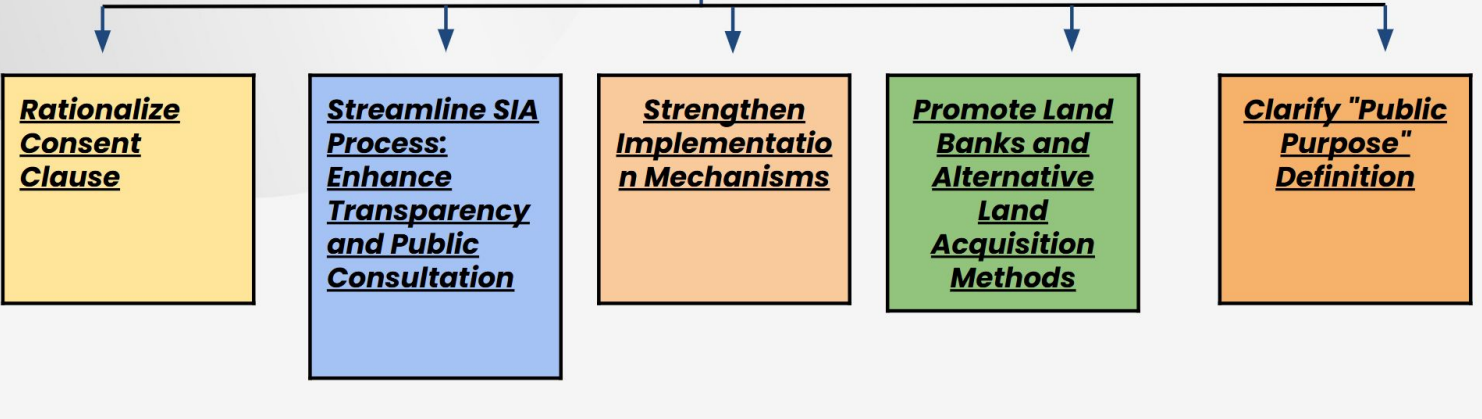 Rationalize
Consent
Clause
Streamline SIA
Process:
Enhance
Transparency
and Public
Consultation
Strengthen
Implementatio
n Mechanisms
Promote Land
Banks and
Alternative
Land
Acquisition
Methods
Clarify "Public
Purpose"
Definition